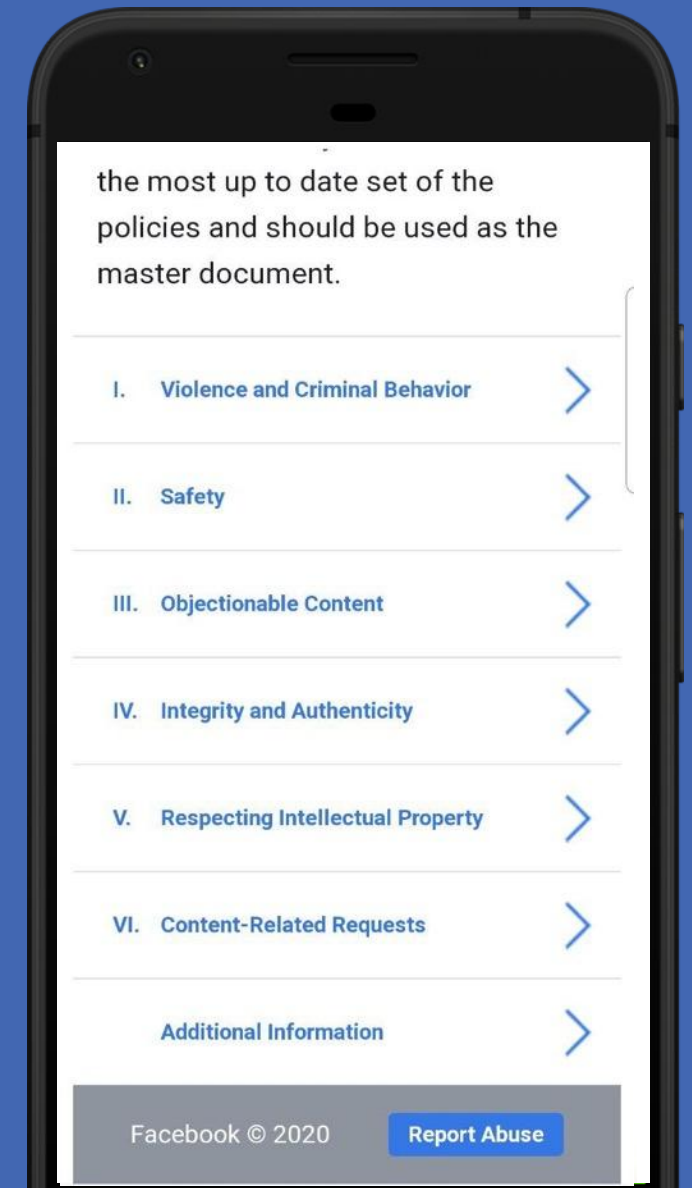 the most up to date set of the
policies and should be used as the
master document.
I. Violence and Criminal Behavior
II. Safety
III. Objectionable Content
IV. Integrity and Authenticity
V. Respecting Intellectual Property
VI. Content-Related Requests
Additional Information
Facebook © 2020 Report Abuse